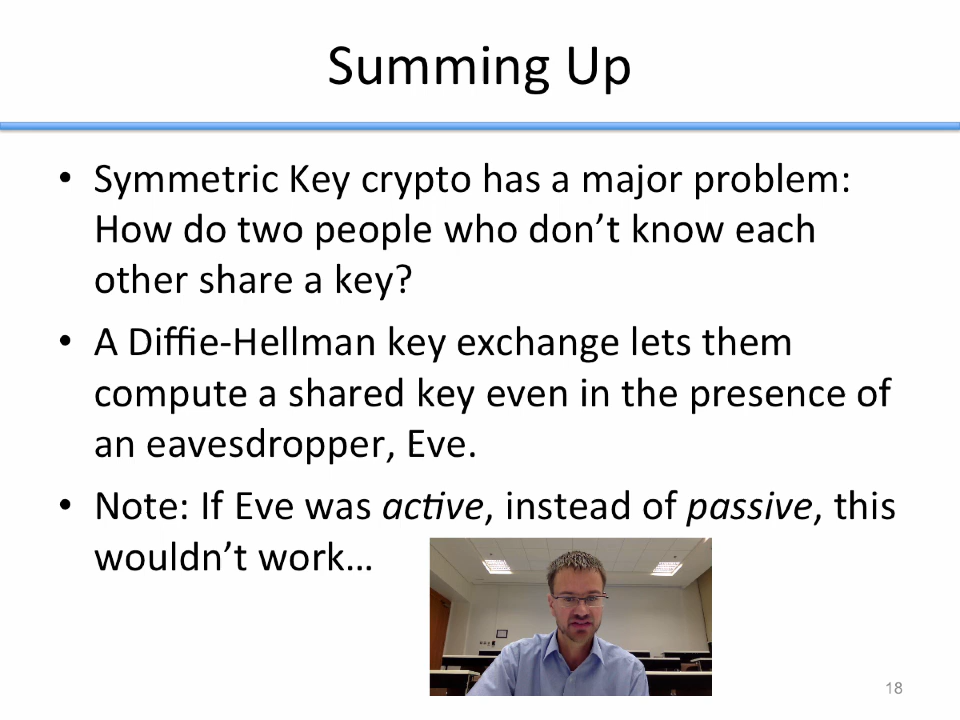 Summing Up
• Symmetric Key crypto has a major problem:
How do two people who don’t know each
other share a key?
• A Diffie-Hellman key exchange lets them
compute a shared key even in the presence of
an eavesdropper, Eve.
• Note: If Eve was active, instead of passive, this
wouldn’t work…
18